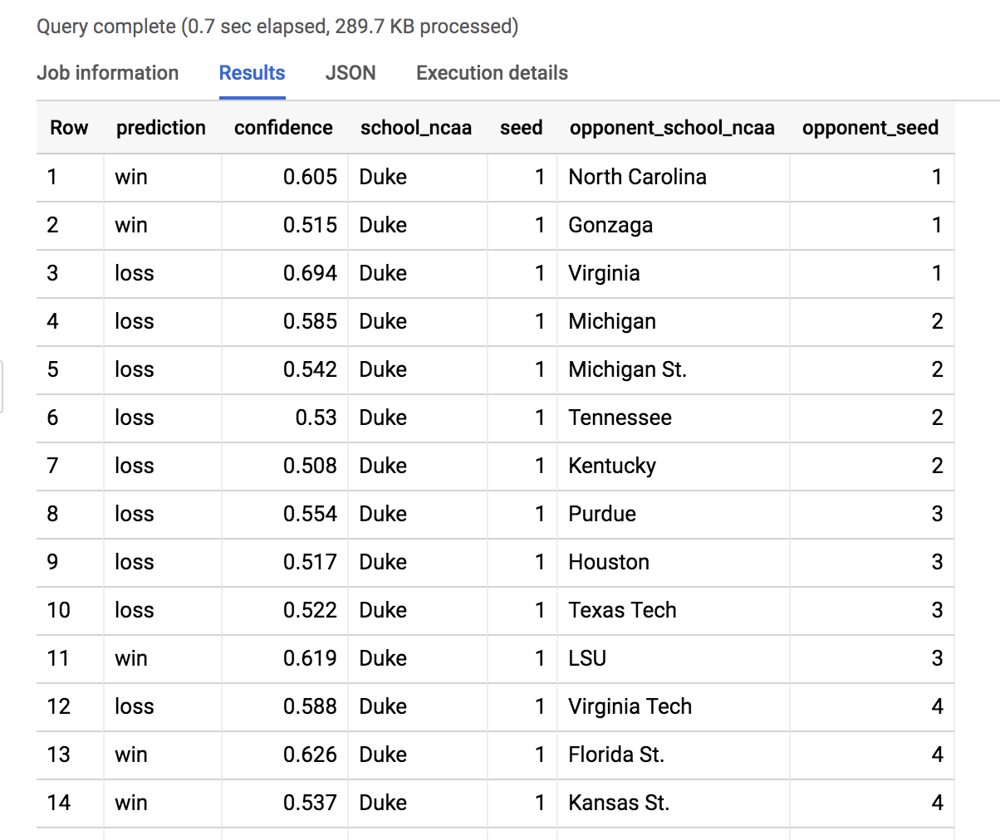 Query complete (0.7 sec elapsed, 289.7 KB processed)
Job information Results JSON Execution details
Row prediction confidence school_ncaa seed opponent_school_ncaa opponent_seed
1 win 0.605 Duke 1 North Carolina 1
2 win 0.515 Duke 1 Gonzaga 1
3 loss 0.694 Duke 1 Virginia 1
4 loss 0.585 Duke 1 Michigan 2
5 loss 0.542 Duke 1 Michigan St. 2
6 loss 0.53 Duke 1 Tennessee 2
7 loss 0.508 Duke 1 Kentucky 2
8 loss 0.554 Duke 1 Purdue 3
9 loss 0.517 Duke 1 Houston 3
10 loss 0.522 Duke 1 Texas Tech 3
11 win 0.619 Duke 1 LSU 3
12 loss 0.588 Duke 1 Virginia Tech 4
13 win 0.626 Duke 1 Florida St. 4
14 win 0.537 Duke 1 Kansas St. 4